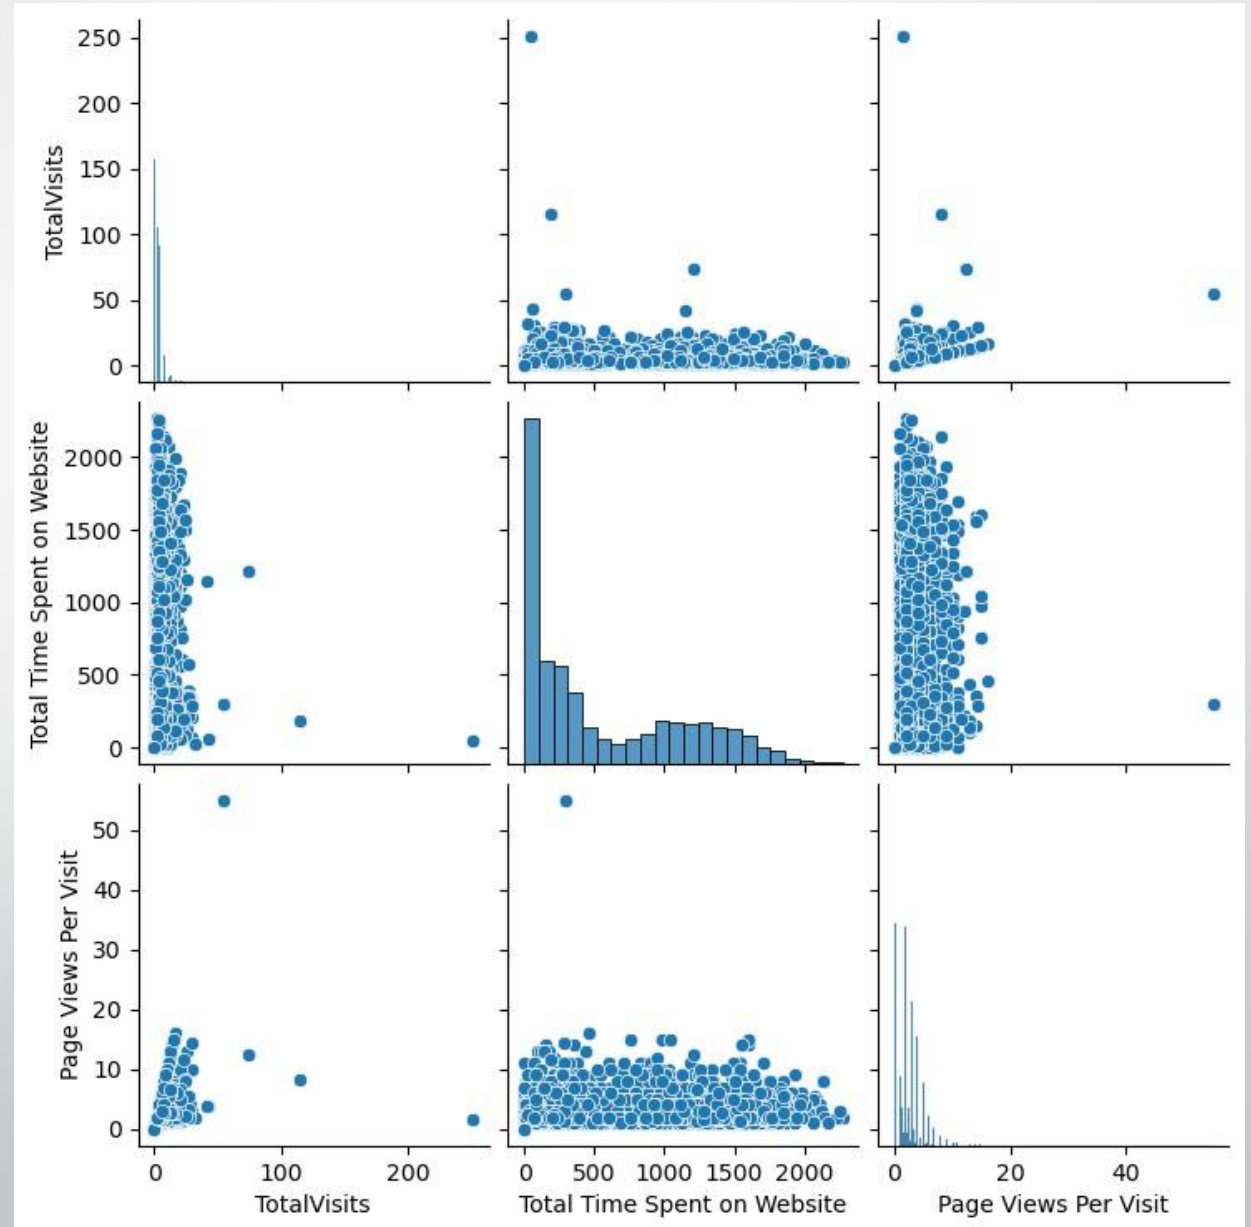 250
200
150
100
50
0
TotalVisits
2000
1500
1000
500
0
Total Time Spent on Website
50
40
30
20
10
0
Page Views Per Visit
0 100 200
TotalVisits
0 500 1000 1500 2000
Total Time Spent on Website
0 20 40
Page Views Per Visit